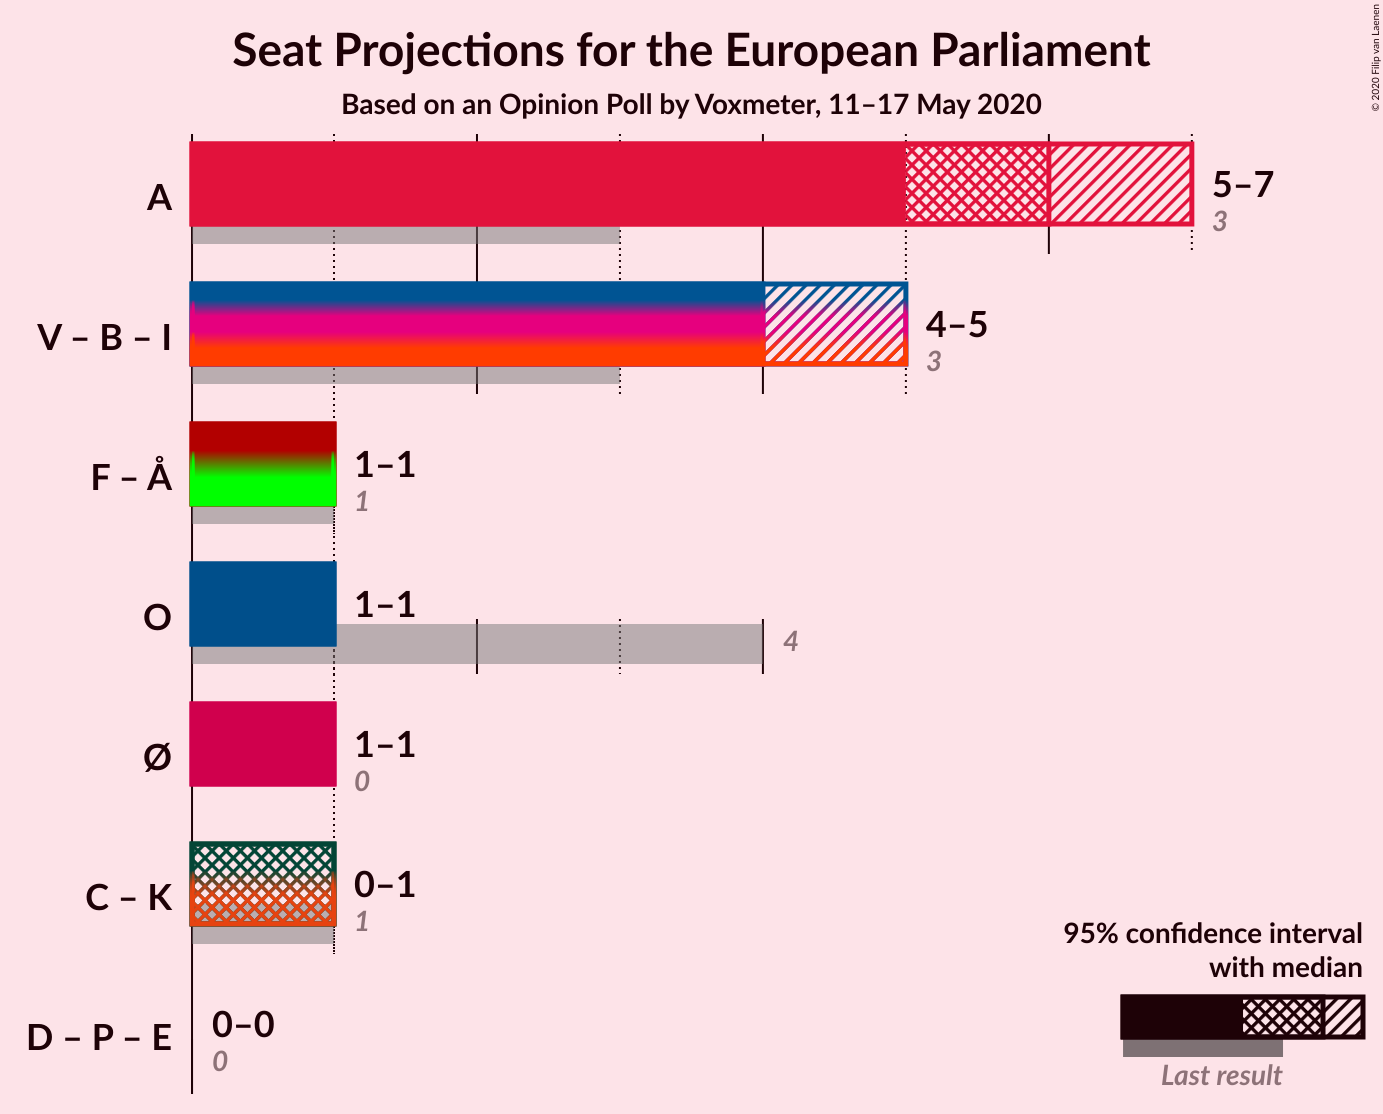 Seat Projections for the European Parliament
Based on an Opinion Poll by Voxmeter, 11–17 May 2020
© 2020 Filip van Laenen
A
5–7
3
V – B – I
4–5
3
F – Å
1–1
1
O
1–1
4
Ø
1–1
0
C – K
0–1
1
D – P – E
0–0
0
95% confidence interval
with median
Last result